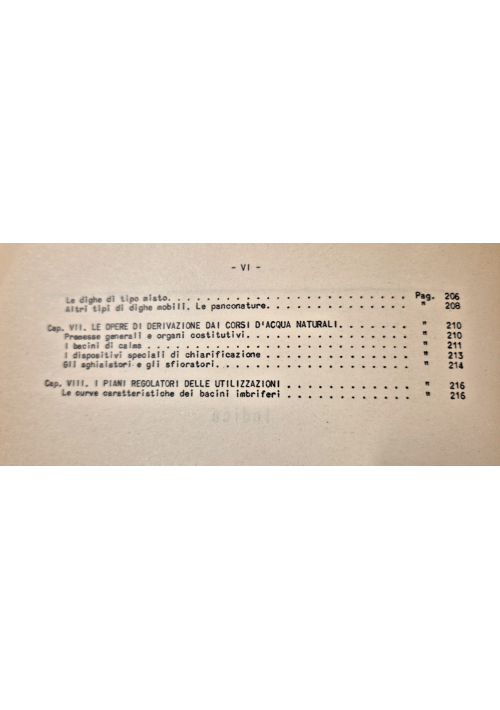 - VI -
Le dighe di tipo misto. . . . . . . . . . . . . . . . . . . . . . . . . Pag. 206
Altri tipi di dighe mobili. Le panconature. . . . . . . . . . . . . . . " 208
Cap. VII. LE OPERE DI DERIVAZIONE DAI CORSI D'ACQUA NATURALI. . . . . . . . " 210
Premesse generali e organi costitutivi. . . . . . . . . . . . . . . . . " 210
I bacini di calma . . . . . . . . . . . . . . . . . . . . . . . . . . . " 211
I dispositivi speciali di chiarificazione . . . . . . . . . . . . . . . " 213
Gli sghiaiatori e gli sfioratori. . . . . . . . . . . . . . . . . . . . " 214
Cap. VIII. I PIANI REGOLATORI DELLE UTILIZZAZIONI . . . . . . . . . . . . . " 216
Le curve caratteristiche dei bacini imbriferi . . . . . . . . . . . . . " 216